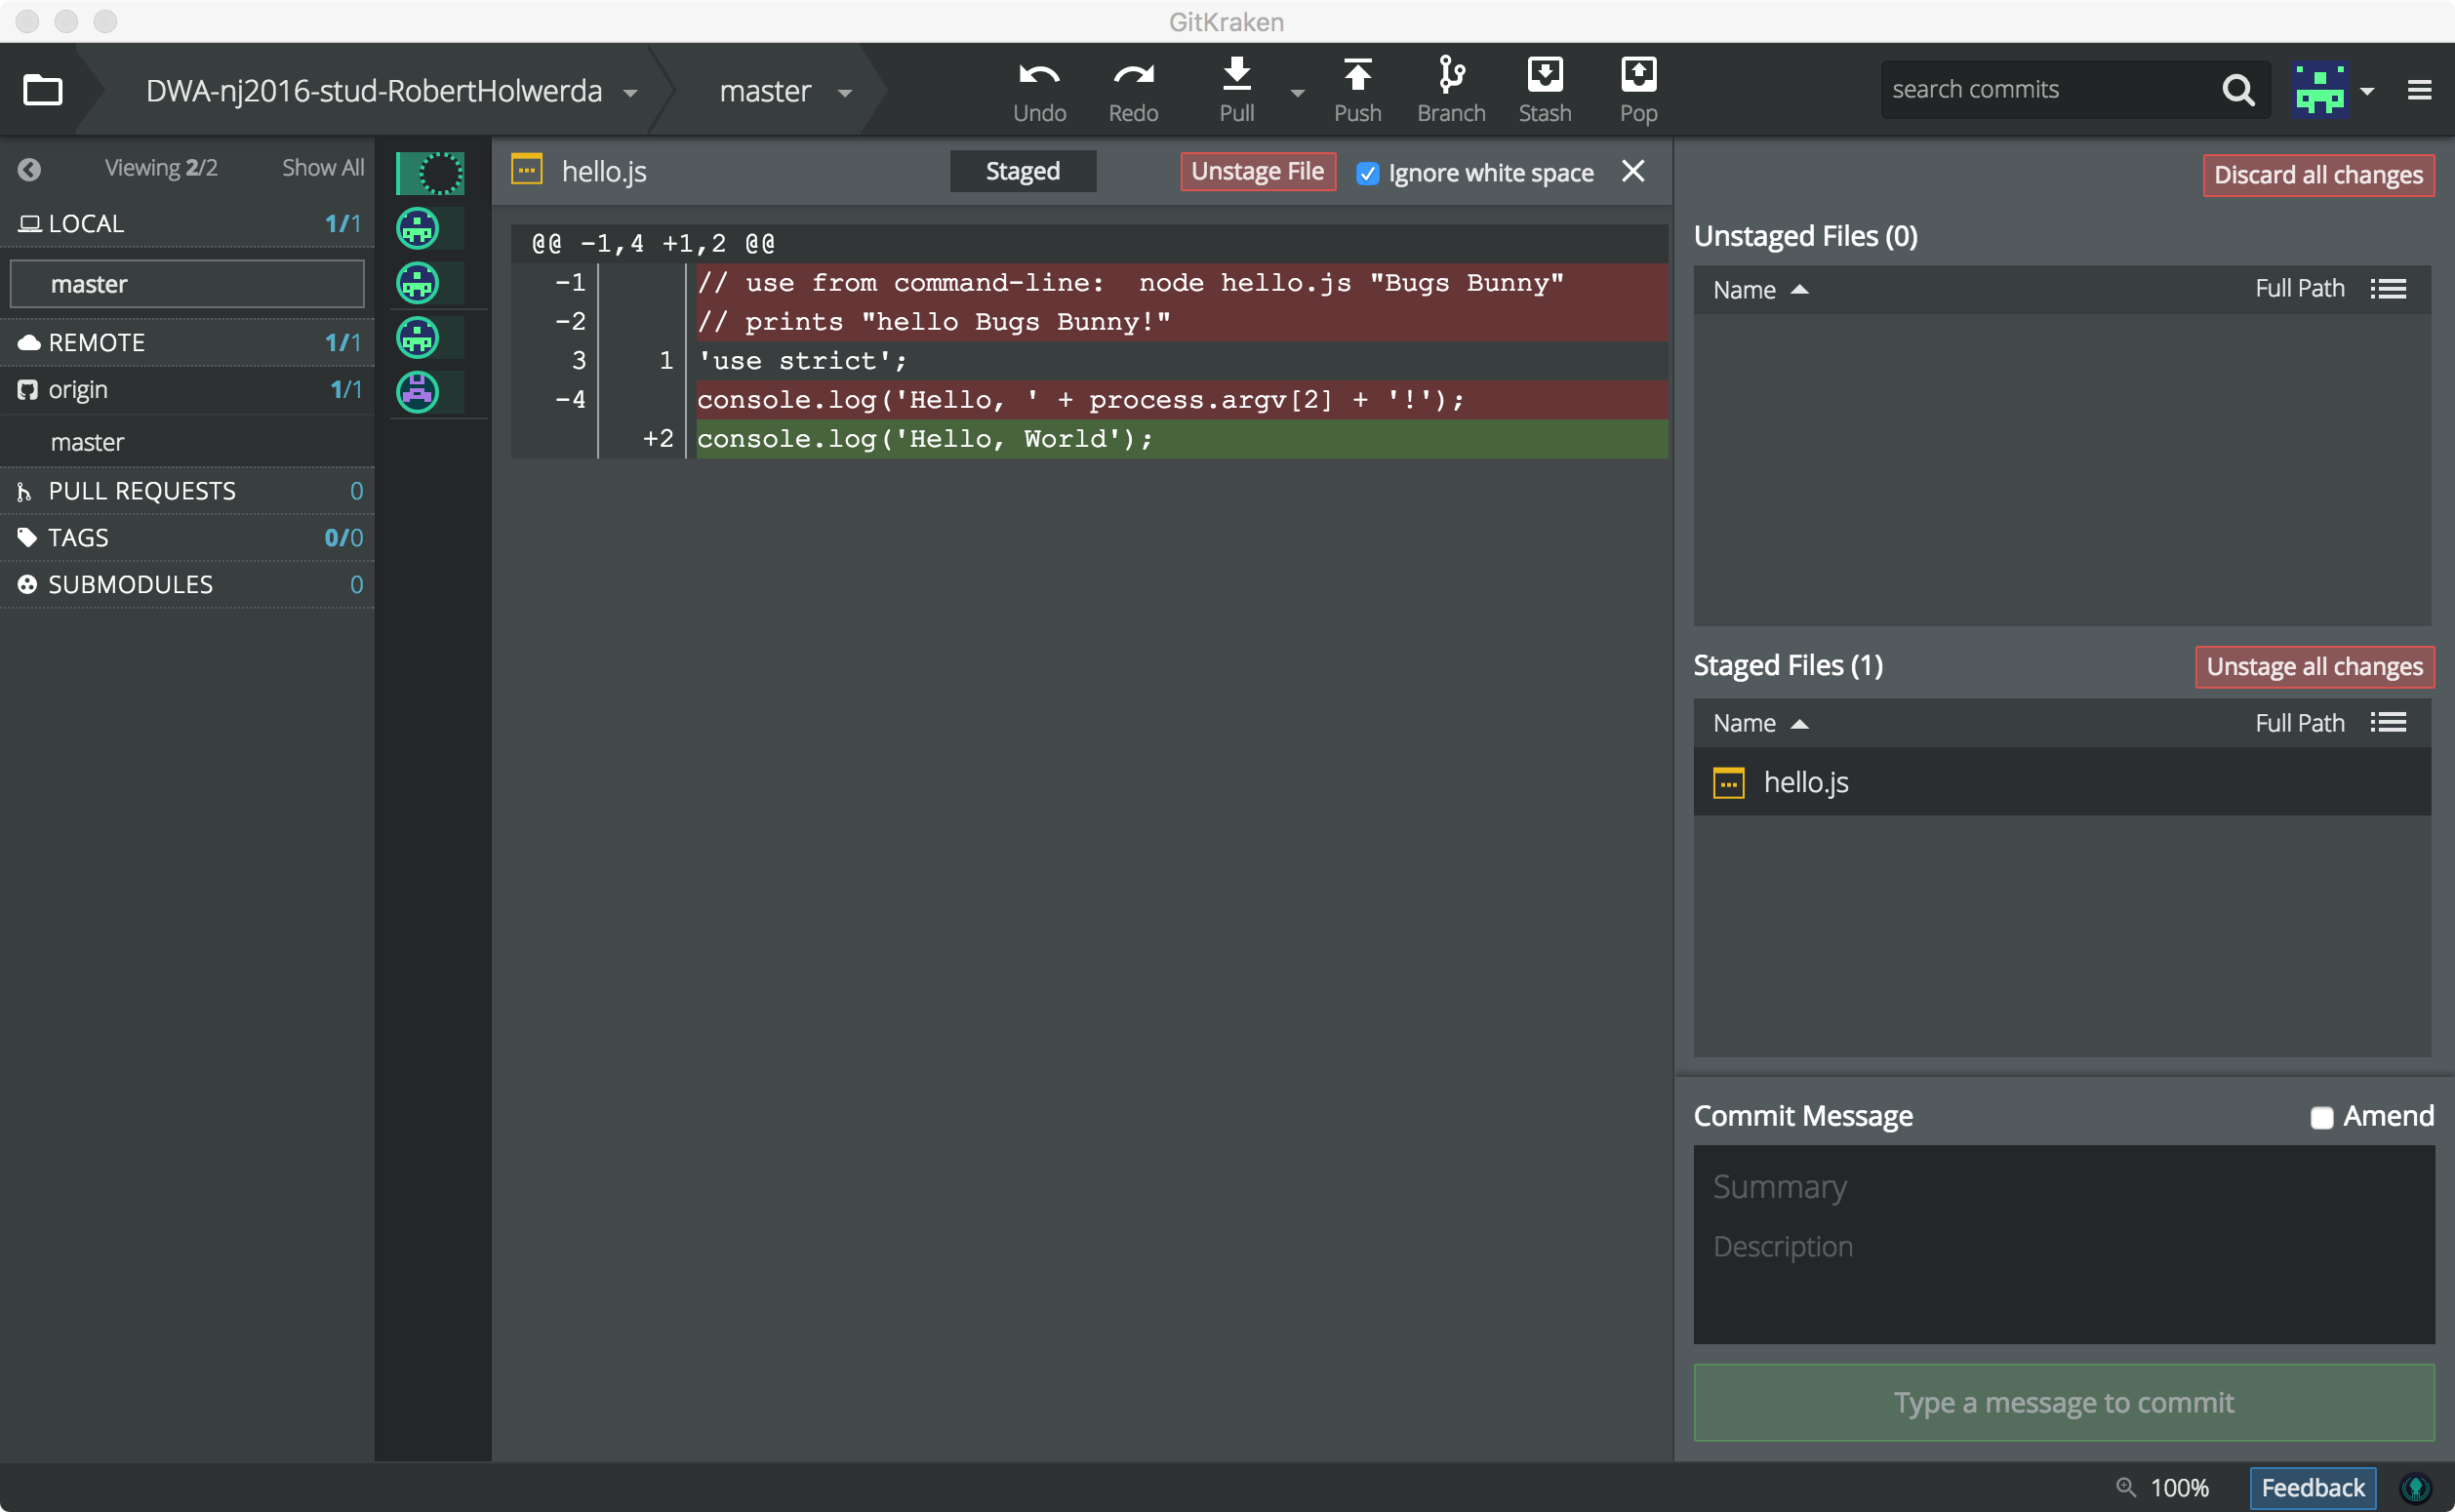 GitKraken
DWA-nj2016-stud-RobertHolwerda
master
Undo
Redo
Pull
Push
Branch
Stash
Pop
search commits
Viewing 2/2
Show All
LOCAL 1/1
master
REMOTE 1/1
origin 1/1
master
PULL REQUESTS 0
TAGS 0/0
SUBMODULES 0
hello.js
Staged
Unstage File
Ignore white space
@@ -1,4 +1,2 @@
-1 // use from command-line:  node hello.js "Bugs Bunny"
-2 // prints "hello Bugs Bunny!"
3 1 'use strict';
-4 console.log('Hello, ' + process.argv[2] + '!');
+2 console.log('Hello, World');
Discard all changes
Unstaged Files (0)
Name Full Path
Staged Files (1)
Unstage all changes
Name Full Path
hello.js
Commit Message
Amend
Summary
Description
Type a message to commit
100%
Feedback